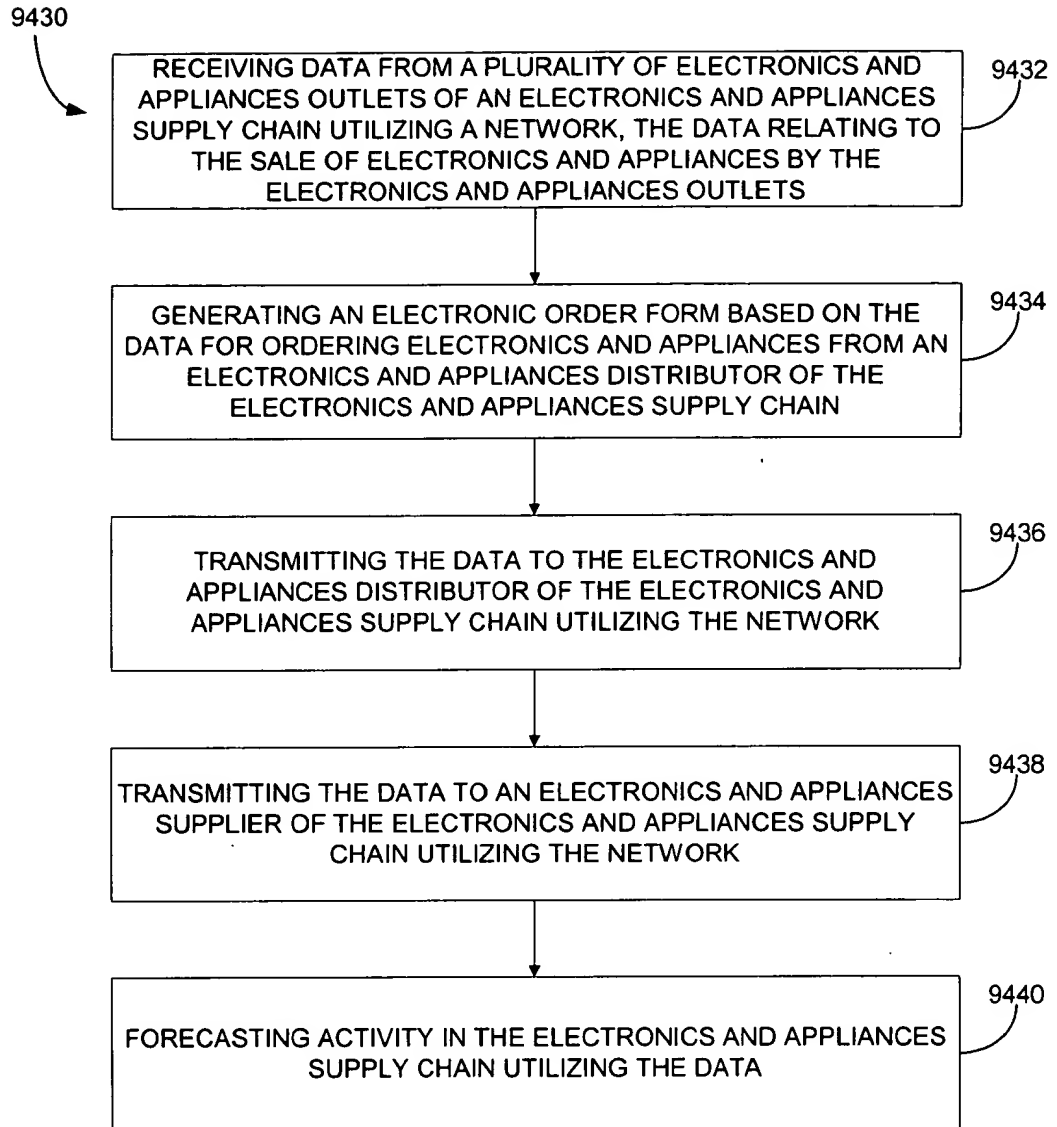 9430
RECEIVING DATA FROM A PLURALITY OF ELECTRONICS AND
APPLIANCES OUTLETS OF AN ELECTRONICS AND APPLIANCES
SUPPLY CHAIN UTILIZING A NETWORK, THE DATA RELATING TO
THE SALE OF ELECTRONICS AND APPLIANCES BY THE
ELECTRONICS AND APPLIANCES OUTLETS
9432
GENERATING AN ELECTRONIC ORDER FORM BASED ON THE
DATA FOR ORDERING ELECTRONICS AND APPLIANCES FROM AN
ELECTRONICS AND APPLIANCES DISTRIBUTOR OF THE
ELECTRONICS AND APPLIANCES SUPPLY CHAIN
9434
TRANSMITTING THE DATA TO THE ELECTRONICS AND
APPLIANCES DISTRIBUTOR OF THE ELECTRONICS AND
APPLIANCES SUPPLY CHAIN UTILIZING THE NETWORK
9436
TRANSMITTING THE DATA TO AN ELECTRONICS AND APPLIANCES
SUPPLIER OF THE ELECTRONICS AND APPLIANCES SUPPLY
CHAIN UTILIZING THE NETWORK
9438
FORECASTING ACTIVITY IN THE ELECTRONICS AND APPLIANCES
SUPPLY CHAIN UTILIZING THE DATA
9440